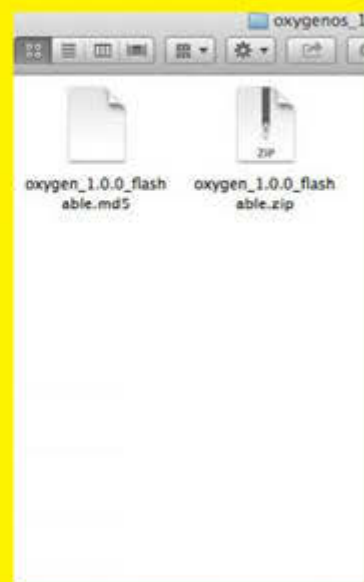 oxygenos_1
ZIP
oxygen_1.0.0_flash
able.md5
oxygen_1.0.0_flash
able.zip